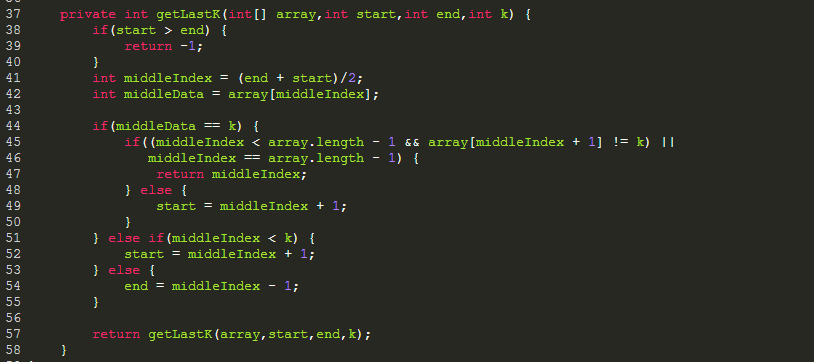 37 private int getLastK(int[] array,int start,int end,int k) {
38 if(start > end) {
39 return -1;
40 }
41 int middleIndex = (end + start)/2;
42 int middleData = array[middleIndex];
43
44 if(middleData == k) {
45 if((middleIndex < array.length - 1 && array[middleIndex + 1] != k) ||
46 middleIndex == array.length - 1) {
47 return middleIndex;
48 } else {
49 start = middleIndex + 1;
50 }
51 } else if(middleIndex < k) {
52 start = middleIndex + 1;
53 } else {
54 end = middleIndex - 1;
55 }
56
57 return getLastK(array,start,end,k);
58 }